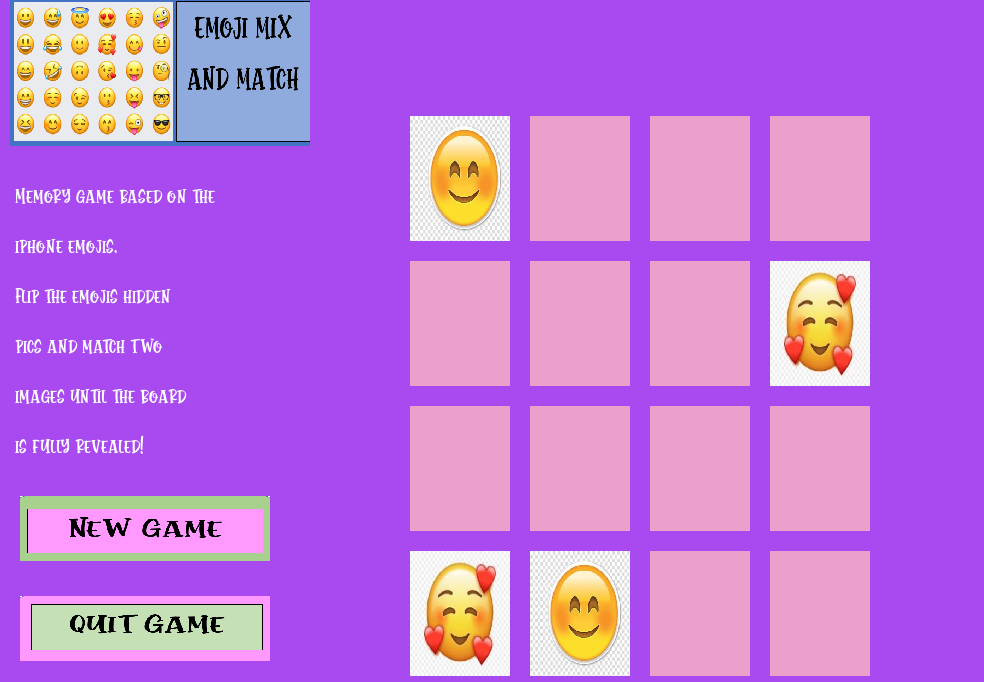 EMOJI MIX
AND MATCH
MEMORY GAME BASED ON THE
IPHONE EMOJIS.
FLIP THE EMOJIS HIDDEN
PICS AND MATCH TWO
IMAGES UNTIL THE BOARD
IS FULLY REVEALED!
NEW GAME
QUIT GAME